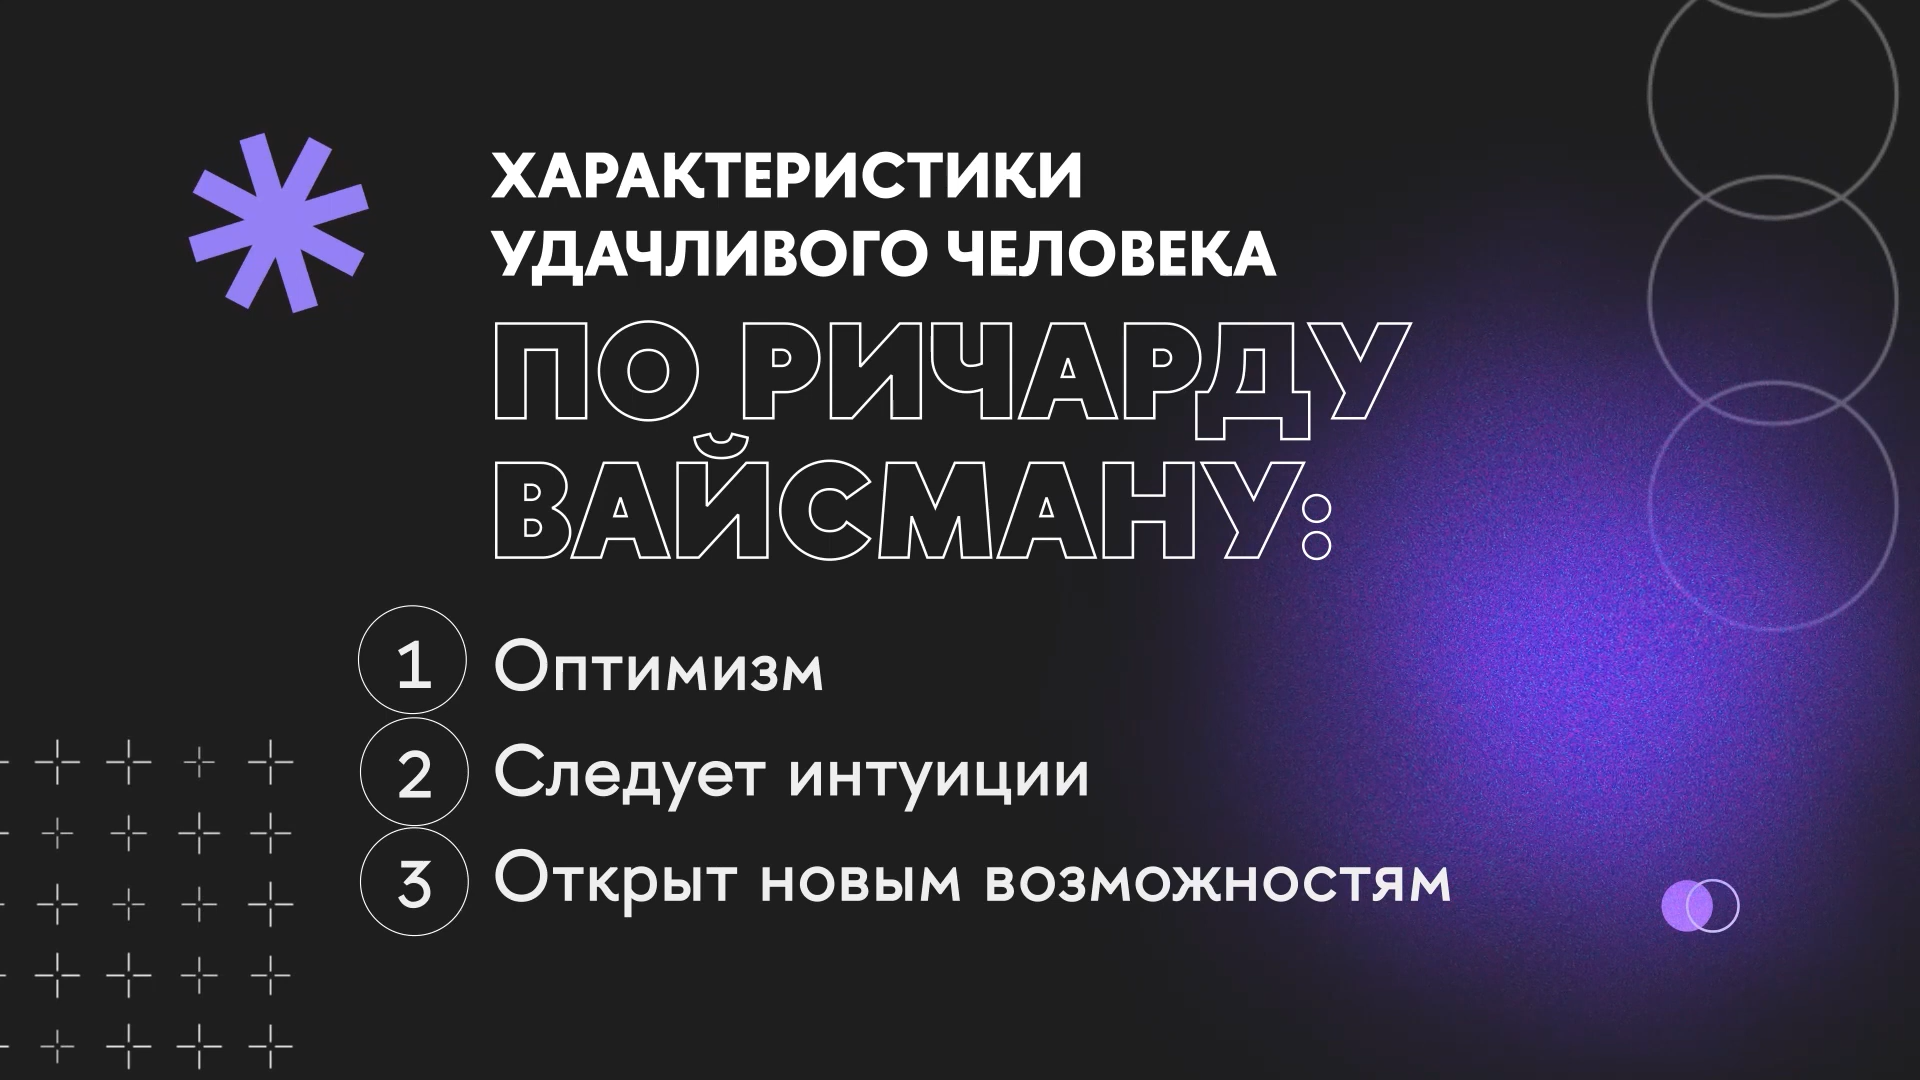 ХАРАКТЕРИСТИКИ
УДАЧЛИВОГО ЧЕЛОВЕКА
ПО РИЧАРДУ
ВАЙСМАНУ:
1 Оптимизм
2 Следует интуиции
3 Открыт новым возможностям